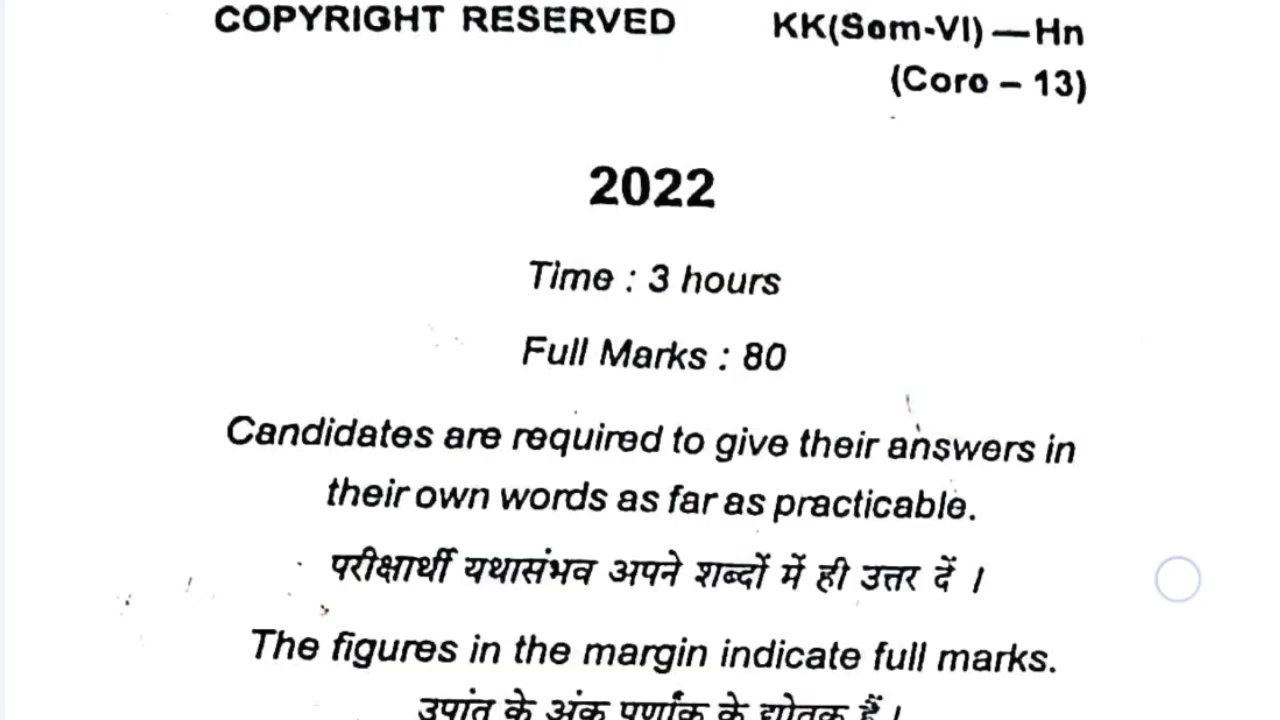 COPYRIGHT RESERVED KK(Sem-VI) — Hn
(Core – 13)
2022
Time : 3 hours
Full Marks : 80
Candidates are required to give their answers in
their own words as far as practicable.
परीक्षार्थी यथासंभव अपने शब्दों में ही उत्तर दें ।
The figures in the margin indicate full marks.
उपांत के अंक पूर्णांक के द्योतक हैं ।